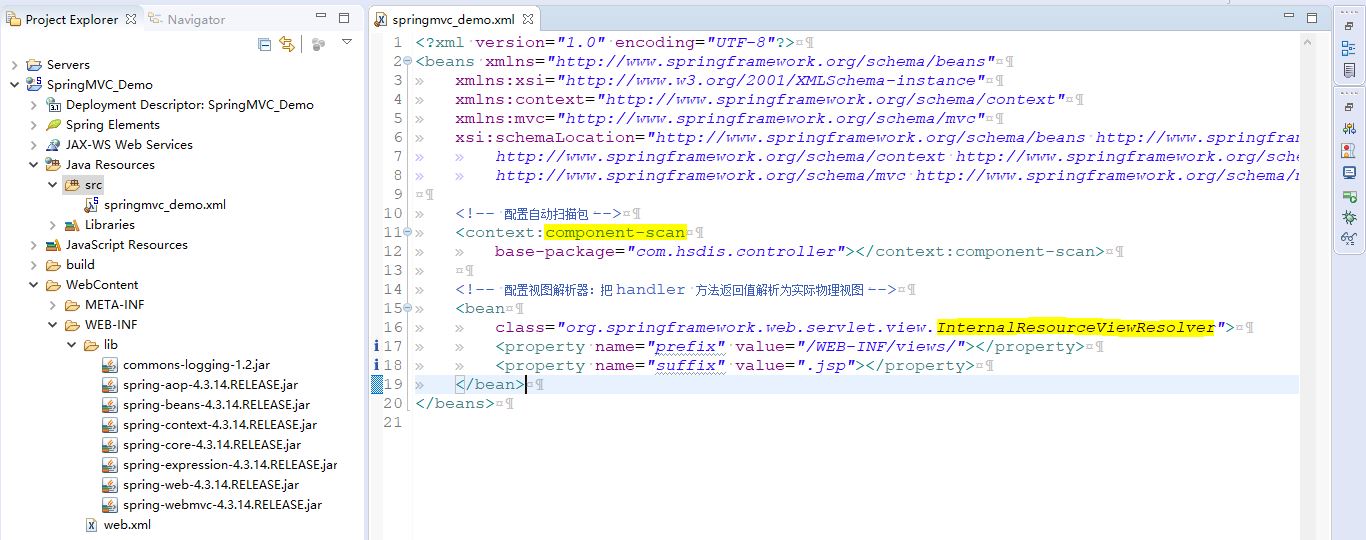 Project Explorer
Navigator
Servers
SpringMVC_Demo
Deployment Descriptor: SpringMVC_Demo
Spring Elements
JAX-WS Web Services
Java Resources
src
springmvc_demo.xml
Libraries
JavaScript Resources
build
WebContent
META-INF
WEB-INF
lib
commons-logging-1.2.jar
spring-aop-4.3.14.RELEASE.jar
spring-beans-4.3.14.RELEASE.jar
spring-context-4.3.14.RELEASE.jar
spring-core-4.3.14.RELEASE.jar
spring-expression-4.3.14.RELEASE.jar
spring-web-4.3.14.RELEASE.jar
spring-webmvc-4.3.14.RELEASE.jar
web.xml
springmvc_demo.xml
1 <?xml version="1.0" encoding="UTF-8"?>
2 <beans xmlns="http://www.springframework.org/schema/beans"
3 xmlns:xsi="http://www.w3.org/2001/XMLSchema-instance"
4 xmlns:context="http://www.springframework.org/schema/context"
5 xmlns:mvc="http://www.springframework.org/schema/mvc"
6 xsi:schemaLocation="http://www.springframework.org/schema/beans http://www.springfram
7 http://www.springframework.org/schema/context http://www.springframework.org/sche
8 http://www.springframework.org/schema/mvc http://www.springframework.org/schema/m
9
10 <!-- 配置自动扫描包 -->
11 <context:component-scan
12 base-package="com.hsdis.controller"></context:component-scan>
13
14 <!-- 配置视图解析器: 把 handler 方法返回值解析为实际物理视图 -->
15 <bean
16 class="org.springframework.web.servlet.view.InternalResourceViewResolver">
17 <property name="prefix" value="/WEB-INF/views/"></property>
18 <property name="suffix" value=".jsp"></property>
19 </bean>
20 </beans>
21